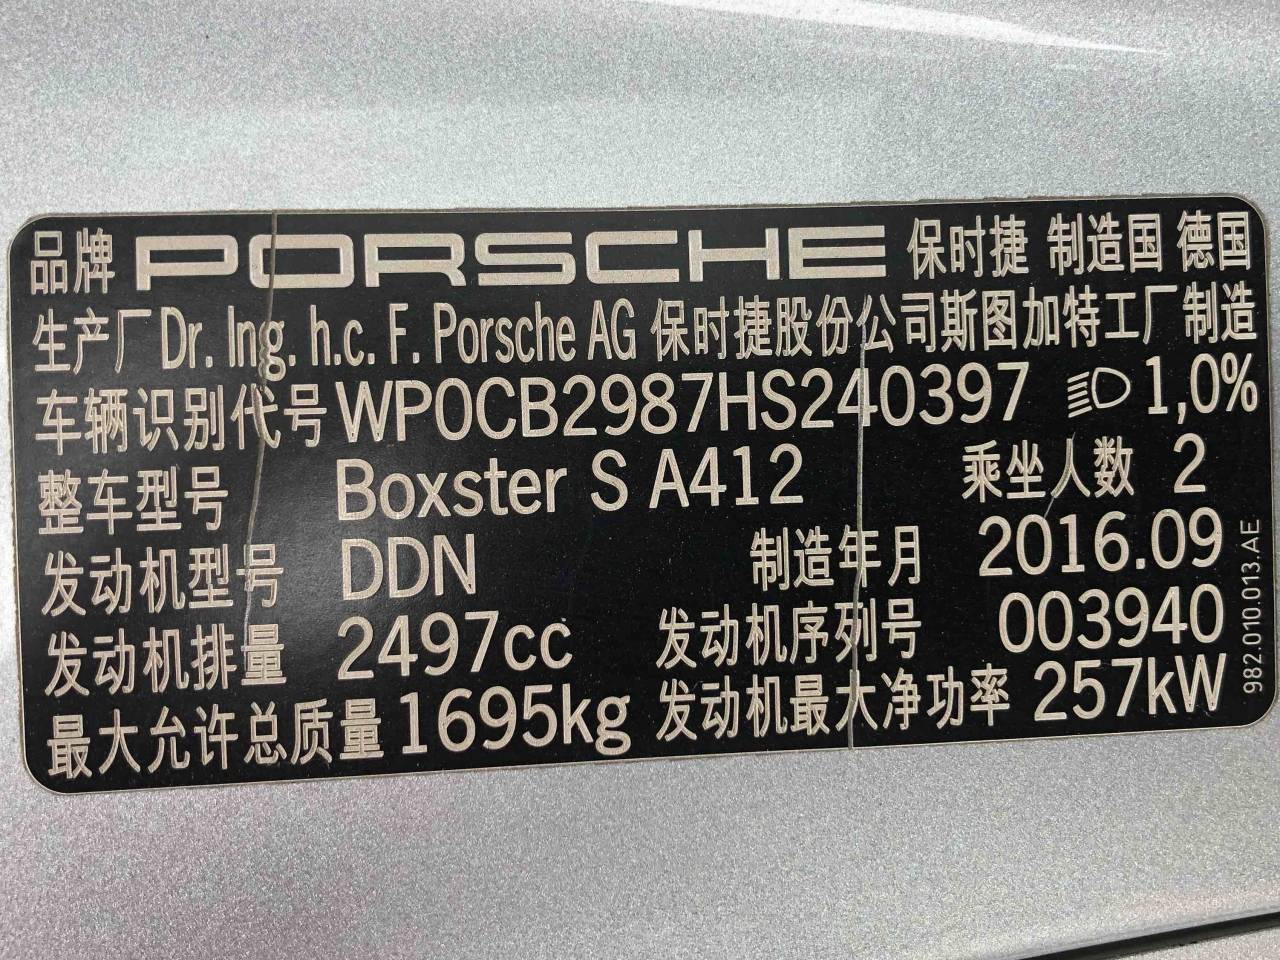 品牌 PORSCHE 保时捷 制造国 德国
生产厂 Dr. Ing. h.c. F. Porsche AG 保时捷股份公司斯图加特工厂制造
车辆识别代号 WP0CB2987HS240397 1,0%
整车型号 Boxster S A412 乘坐人数 2
发动机型号 DDN 制造年月 2016.09
发动机排量 2497cc 发动机序列号 003940
最大允许总质量 1695kg 发动机最大净功率 257kW
982.010.013.AE